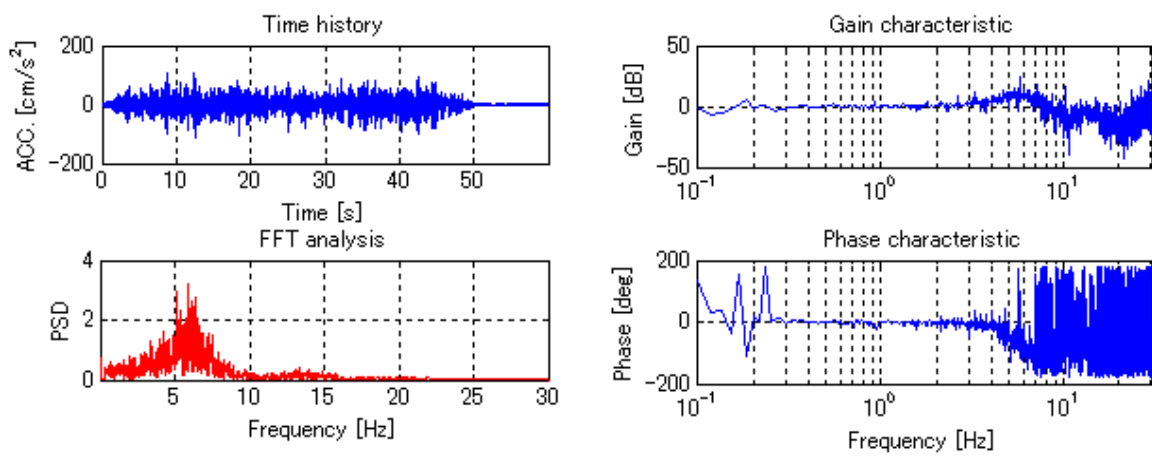 Time history
ACC. [cm/s²]
200
0
-200
0 10 20 30 40 50
Time [s]
FFT analysis
PSD
4
2
0
5 10 15 20 25 30
Frequency [Hz]
Gain characteristic
Gain [dB]
50
0
-50
10⁻¹ 10⁰ 10¹
Phase characteristic
Phase [deg]
200
0
-200
10⁻¹ 10⁰ 10¹
Frequency [Hz]